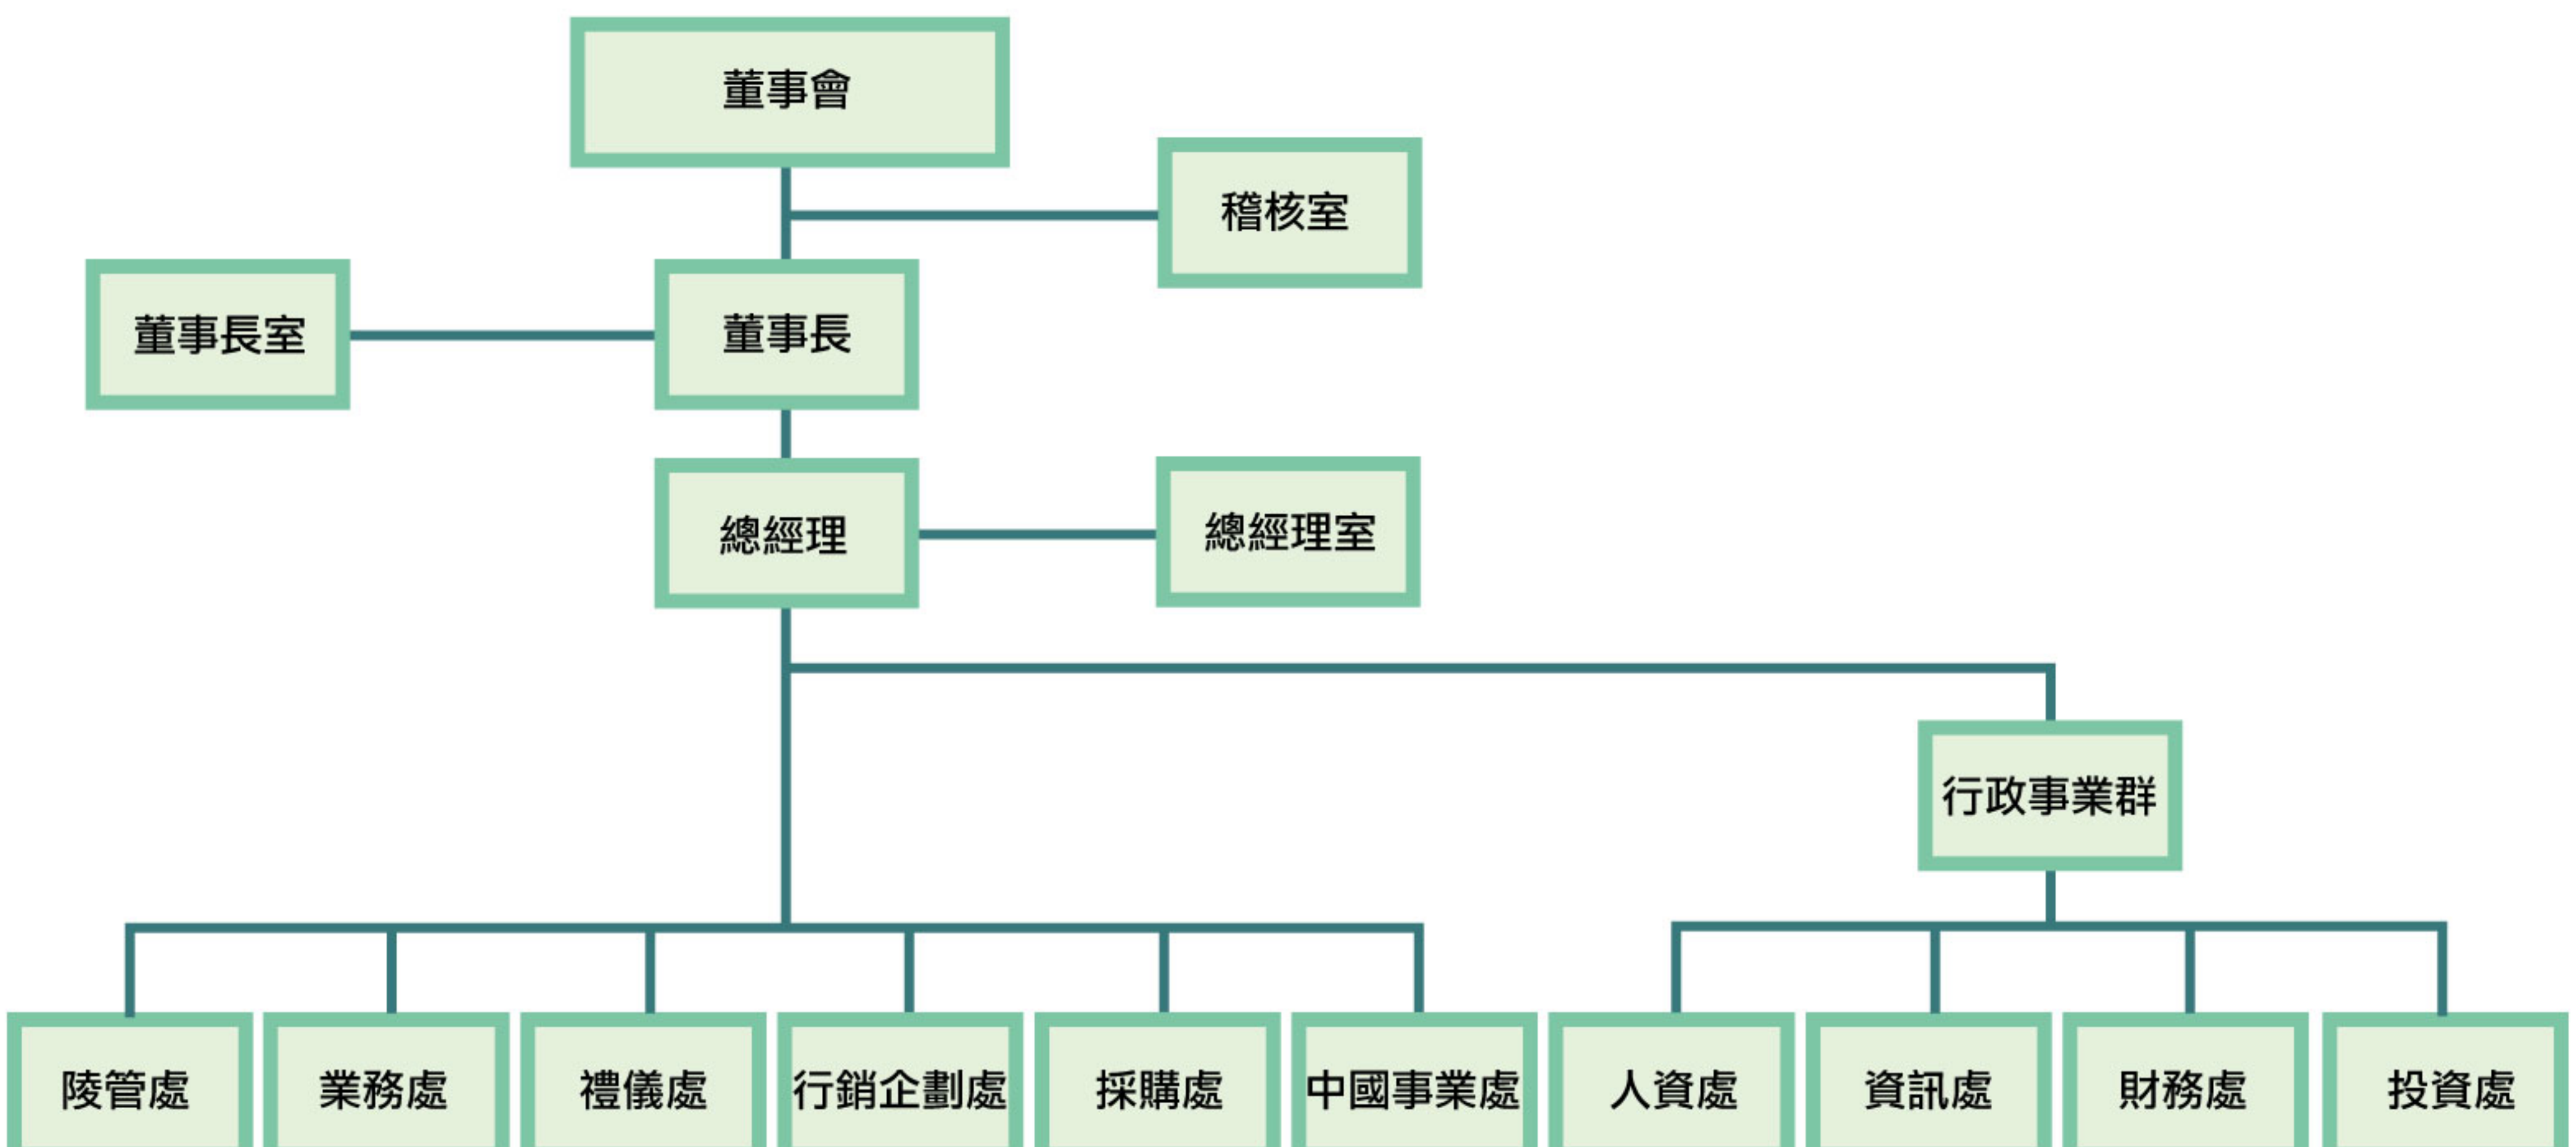 董事會
稽核室
董事長室
董事長
總經理
總經理室
行政事業群
陵管處
業務處
禮儀處
行銷企劃處
採購處
中國事業處
人資處
資訊處
財務處
投資處